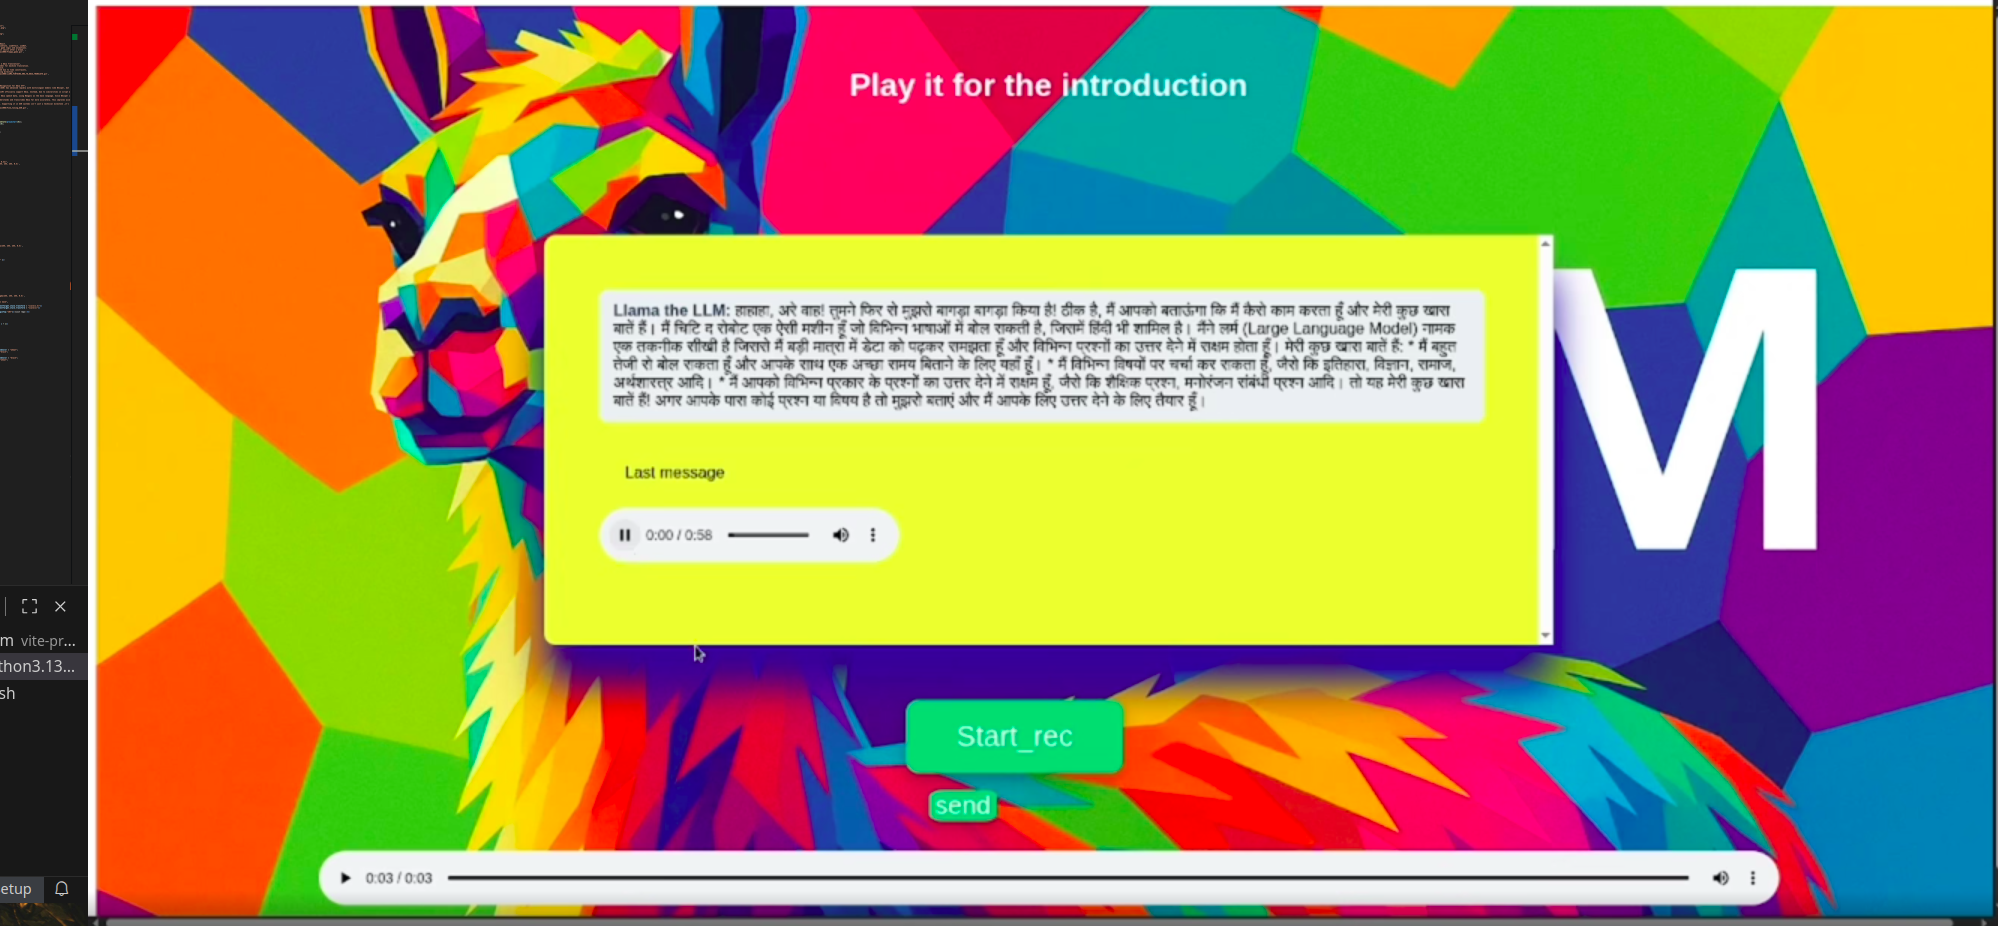 Play it for the introduction
M
Llama the LLM: हाहाहा, अरे वाह! तुमने फिर से मुझसे बागड़ा बागड़ा किया है! ठीक है, मैं आपको बताऊंगा कि मैं कैसे काम करता हूँ और मेरी कुछ खास
बातें हैं। मैं चिटि द रोबोट एक ऐसी मशीन हूँ जो विभिन्न भाषाओं में बोल सकती है, जिसमें हिंदी भी शामिल है। मैंने लर्म (Large Language Model) नामक
एक तकनीक सीखी है जिससे मैं बड़ी मात्रा में डेटा को पढ़कर समझता हूँ और विभिन्न प्रश्नों का उत्तर देने में सक्षम होता हूँ। मेरी कुछ खास बातें हैं: * मैं बहुत
तेजी से बोल सकता हूँ और आपके साथ एक अच्छा समय बिताने के लिए यहाँ हूँ। * मैं विभिन्न विषयों पर चर्चा कर सकता हूँ, जैसे कि इतिहास, विज्ञान, समाज,
अर्थशास्त्र आदि। * मैं आपको विभिन्न प्रकार के प्रश्नों का उत्तर देने में सक्षम हूँ, जैसे कि शैक्षिक प्रश्न, मनोरंजन संबंधी प्रश्न आदि। तो यह मेरी कुछ खास
बातें हैं! अगर आपके पास कोई प्रश्न या विषय है तो मुझसे बताएं और मैं आपके लिए उत्तर देने के लिए तैयार हूँ।
Last message
0:00 / 0:58
Start_rec
send
0:03 / 0:03
m vite-pr...
thon3.13...
sh
etup